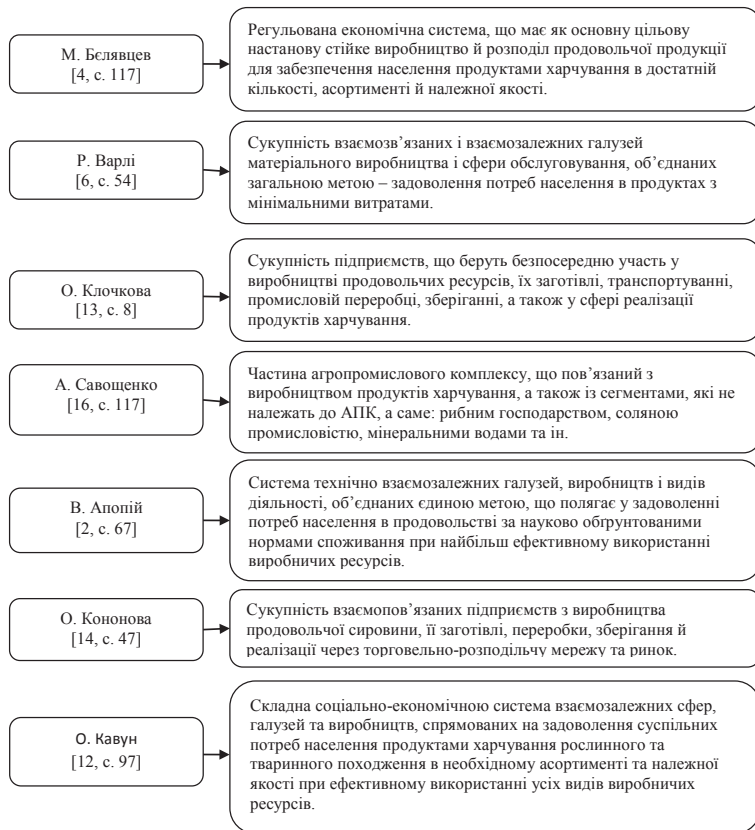 М. Бєлявцев
[4, с. 117]
Регульована економічна система, що має як основну цільову
настанову стійке виробництво й розподіл продовольчої продукції
для забезпечення населення продуктами харчування в достатній
кількості, асортименті й належної якості.
Р. Варлі
[6, с. 54]
Сукупність взаємозв’язаних і взаємозалежних галузей
матеріального виробництва і сфери обслуговування, об’єднаних
загальною метою – задоволення потреб населення в продуктах з
мінімальними витратами.
О. Клочкова
[13, с. 8]
Сукупність підприємств, що беруть безпосередню участь у
виробництві продовольчих ресурсів, їх заготівлі, транспортуванні,
промисловій переробці, зберіганні, а також у сфері реалізації
продуктів харчування.
А. Савощенко
[16, с. 117]
Частина агропромислового комплексу, що пов’язаний з
виробництвом продуктів харчування, а також із сегментами, які не
належать до АПК, а саме: рибним господарством, соляною
промисловістю, мінеральними водами та ін.
В. Апопій
[2, с. 67]
Система технічно взаємозалежних галузей, виробництв і видів
діяльності, об’єднаних єдиною метою, що полягає у задоволенні
потреб населення в продовольстві за науково обґрунтованими
нормами споживання при найбільш ефективному використанні
виробничих ресурсів.
О. Кононова
[14, с. 47]
Сукупність взаємопов’язаних підприємств з виробництва
продовольчої сировини, її заготівлі, переробки, зберігання й
реалізації через торговельно-розподільчу мережу та ринок.
О. Кавун
[12, с. 97]
Складна соціально-економічною система взаємозалежних сфер,
галузей та виробництв, спрямованих на задоволення суспільних
потреб населення продуктами харчування рослинного та
тваринного походження в необхідному асортименті та належної
якості при ефективному використанні усіх видів виробничих
ресурсів.